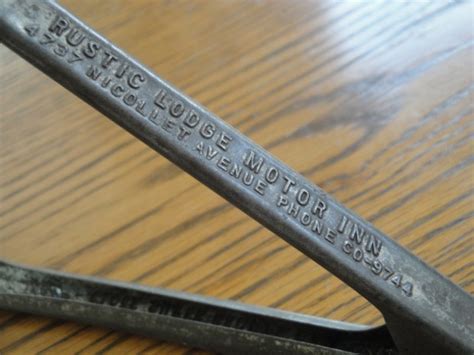 RUSTIC LODGE MOTOR INN
4737 NICOLLET AVENUE PHONE CO-9744